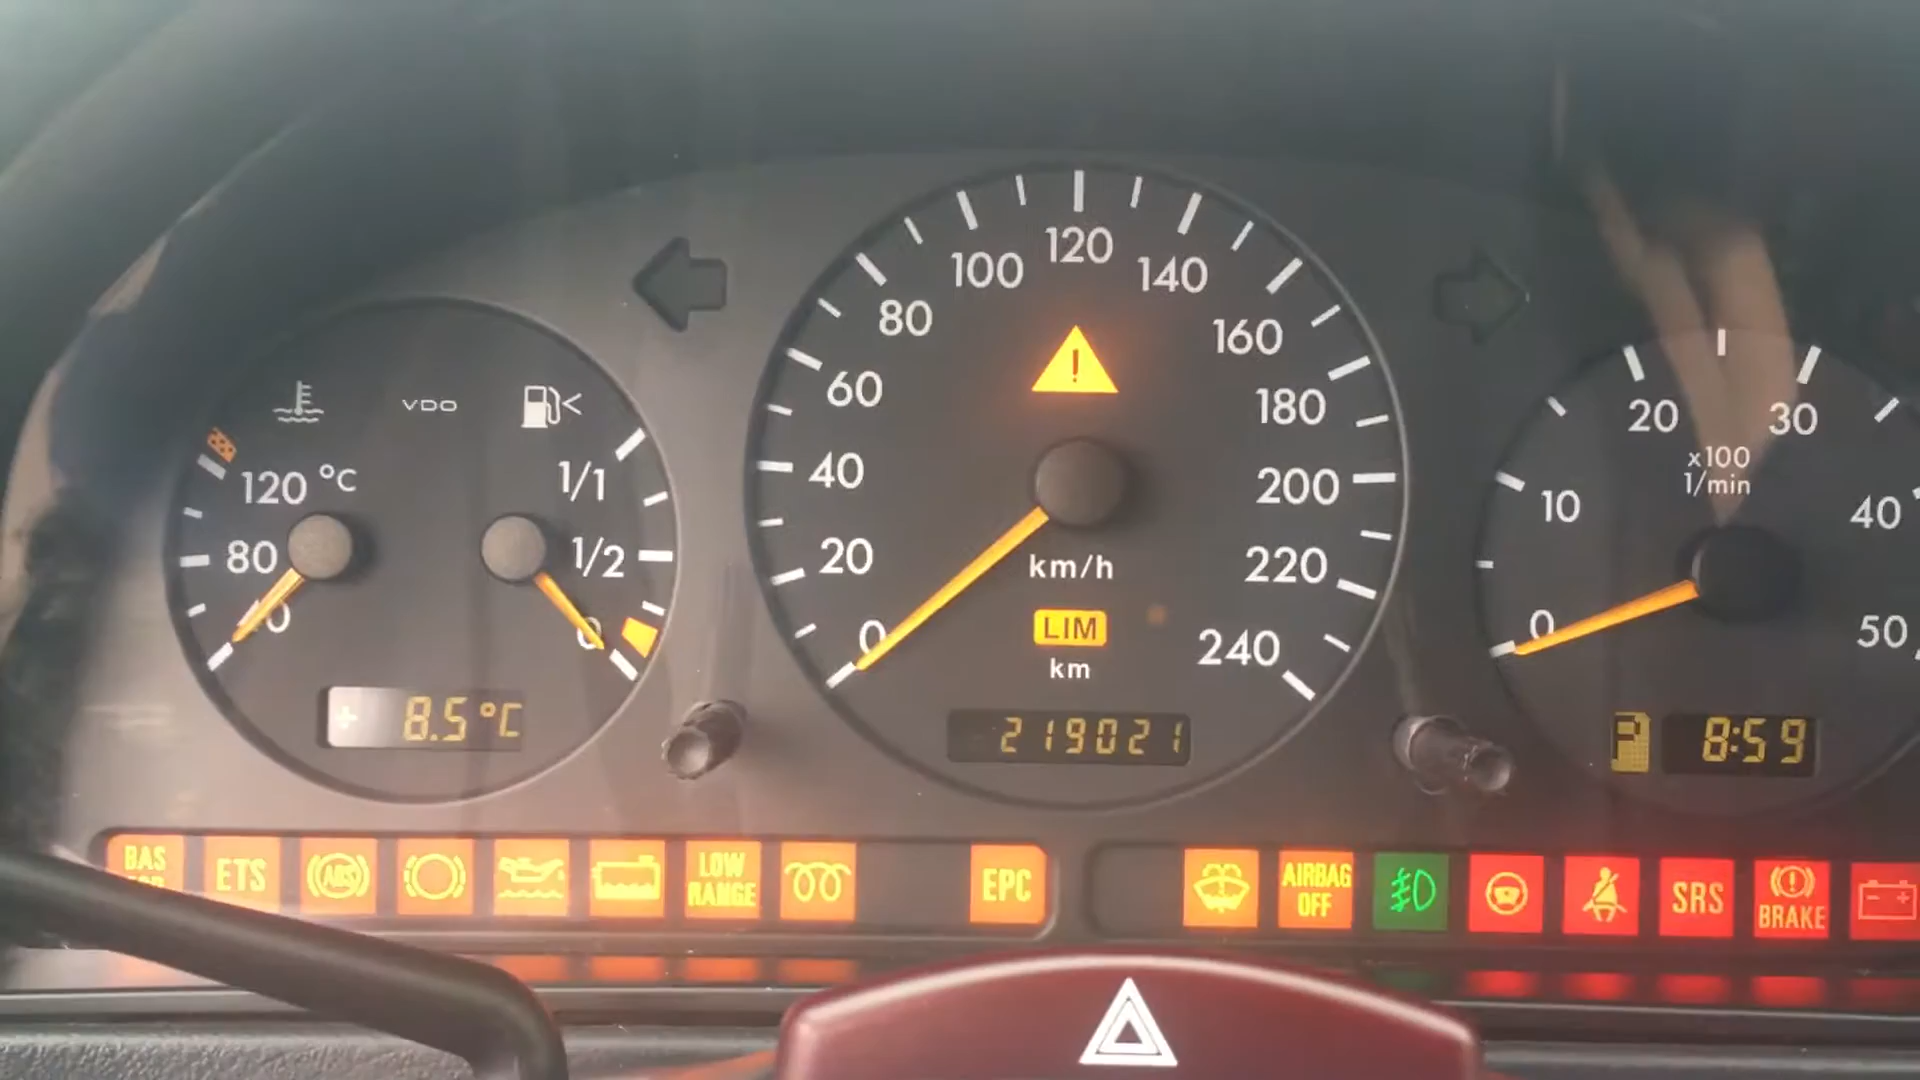 VDO
120 °C
80
1/1
1/2
0
+ 8.5°C
0
20
40
60
80
100
120
140
160
180
200
220
240
!
km/h
LIM
km
219021
0
10
20
30
40
50
x100
1/min
8:59
BAS
ETS
ABS
LOW
RANGE
EPC
AIRBAG
OFF
SRS
BRAKE